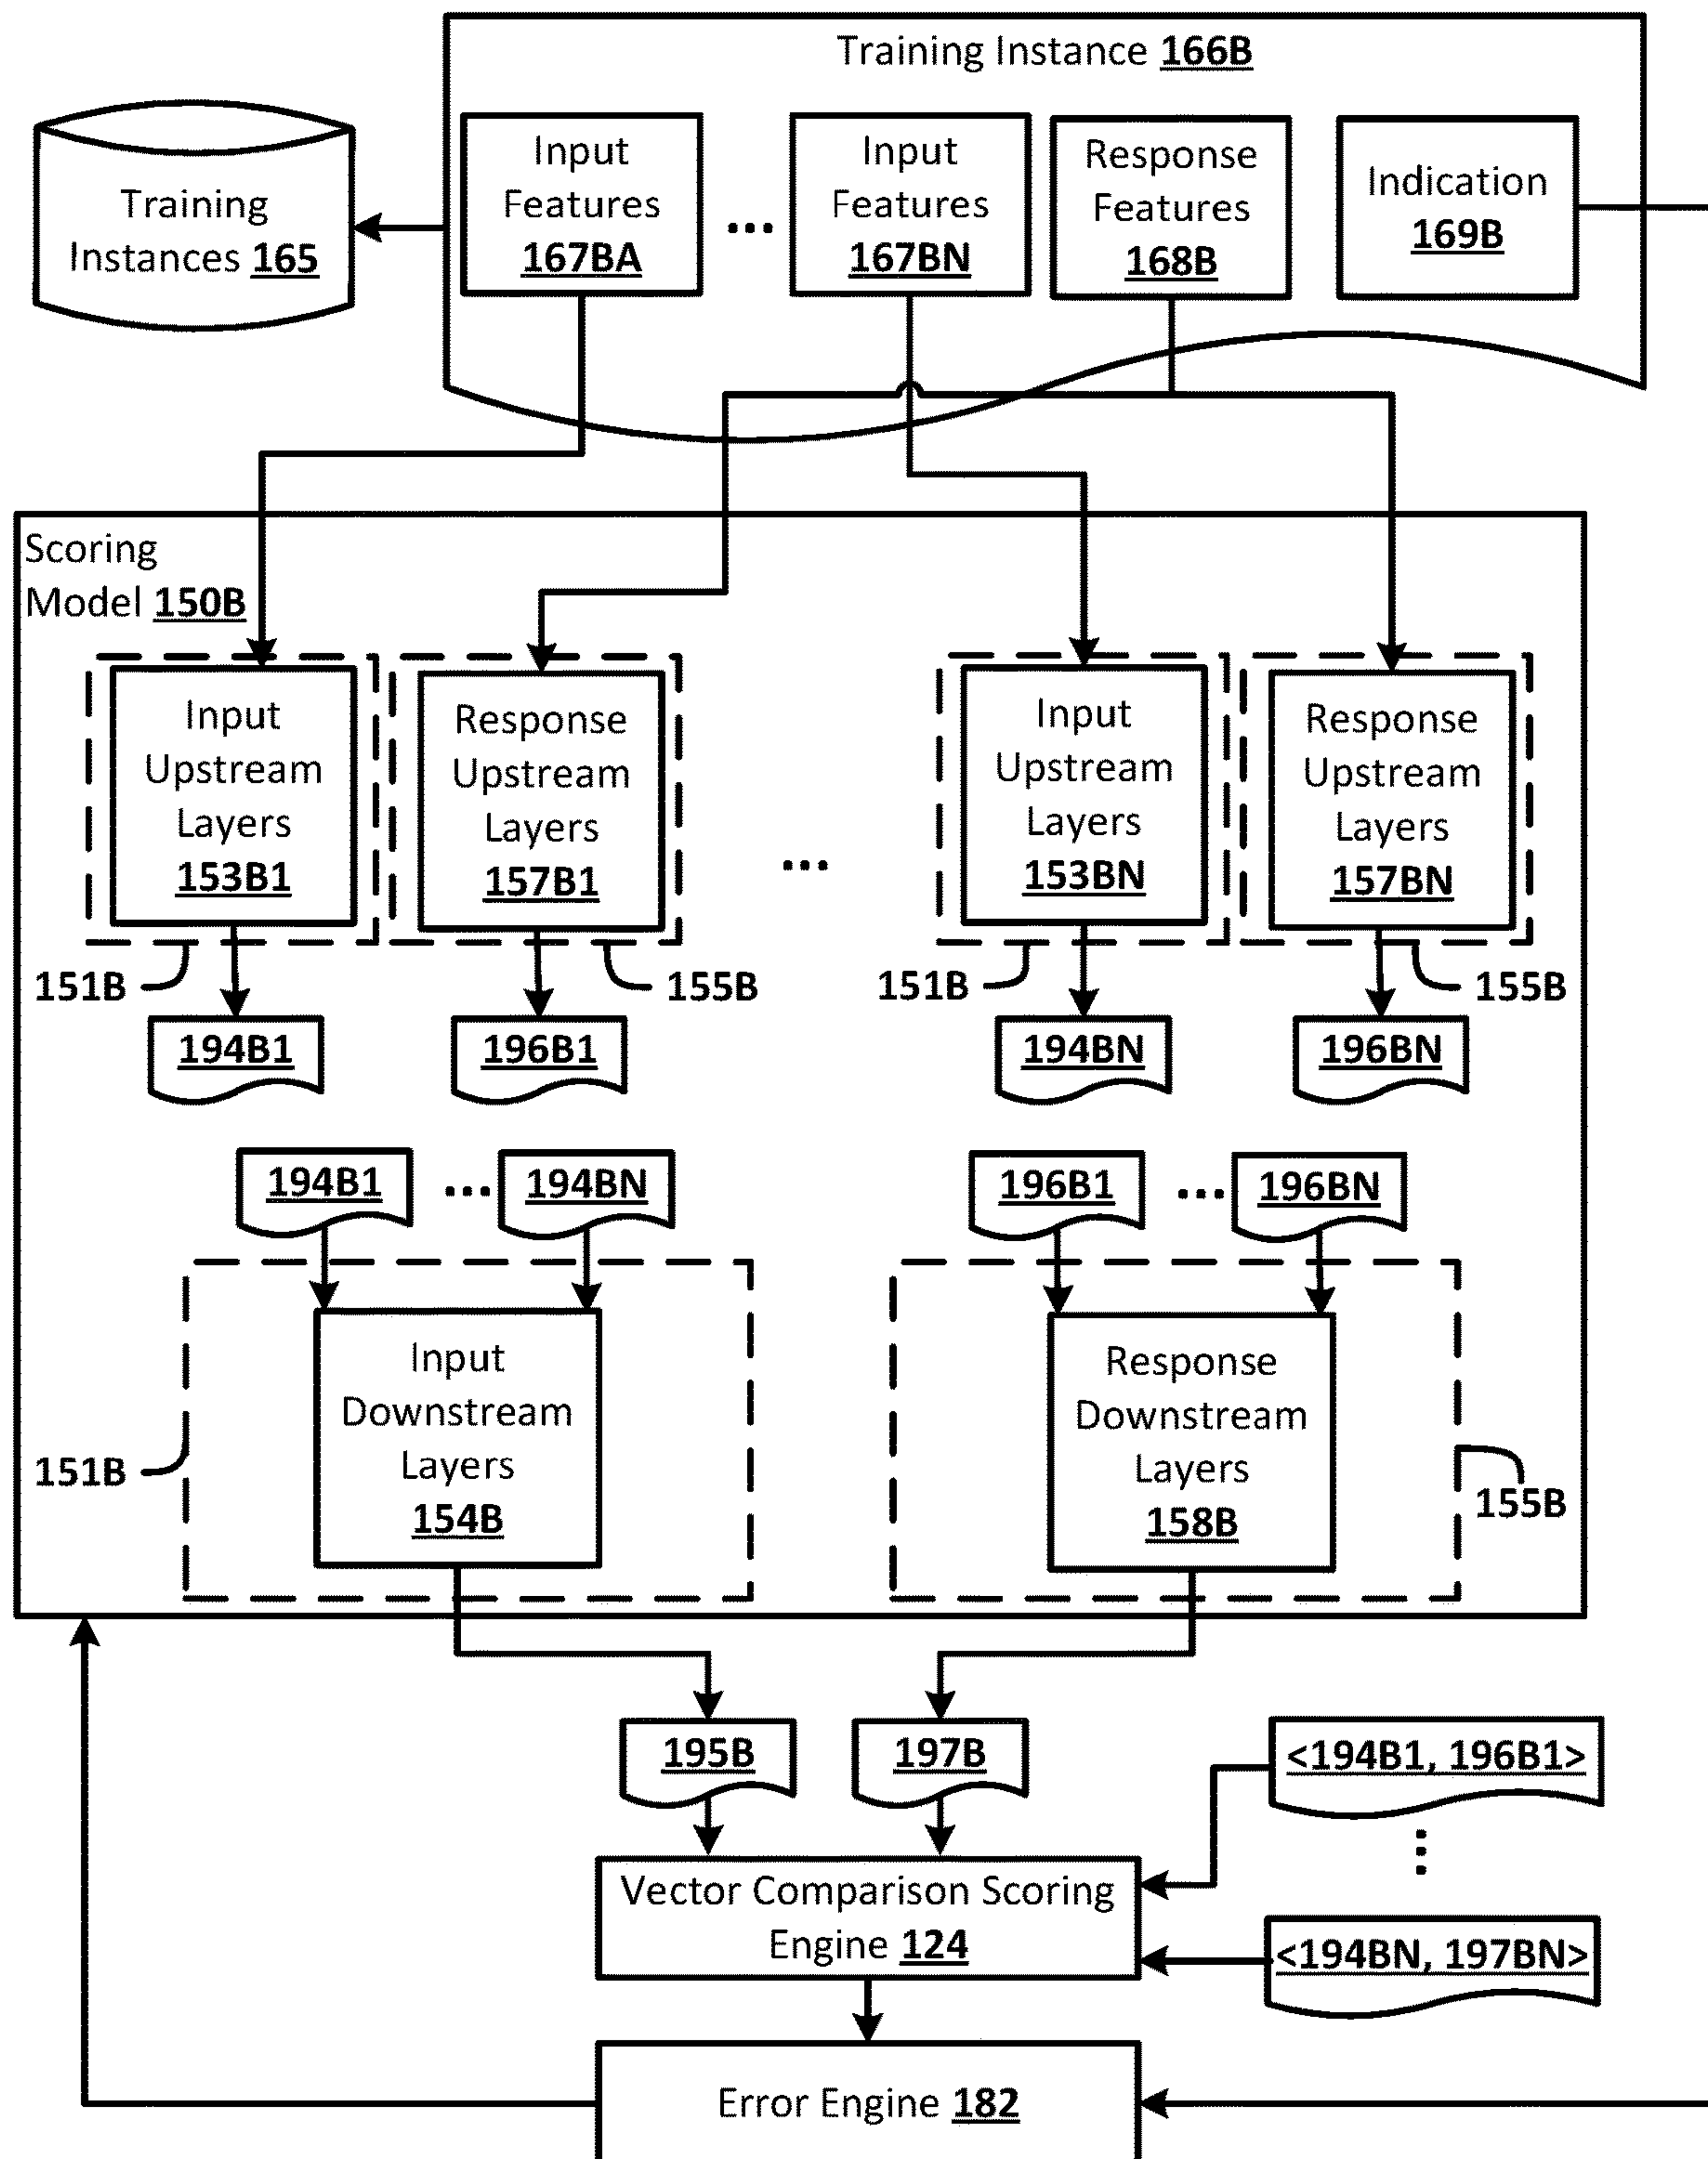 Training Instance 166B
Training
Instances 165
Input
Features
167BA
...
Input
Features
167BN
Response
Features
168B
Indication
169B
Scoring
Model 150B
Input
Upstream
Layers
153B1
Response
Upstream
Layers
157B1
...
Input
Upstream
Layers
153BN
Response
Upstream
Layers
157BN
151B
155B
151B
155B
194B1
196B1
194BN
196BN
194B1
...
194BN
196B1
...
196BN
Input
Downstream
Layers
154B
Response
Downstream
Layers
158B
151B
155B
195B
197B
<194B1, 196B1>
...
Vector Comparison Scoring
Engine 124
<194BN, 197BN>
Error Engine 182